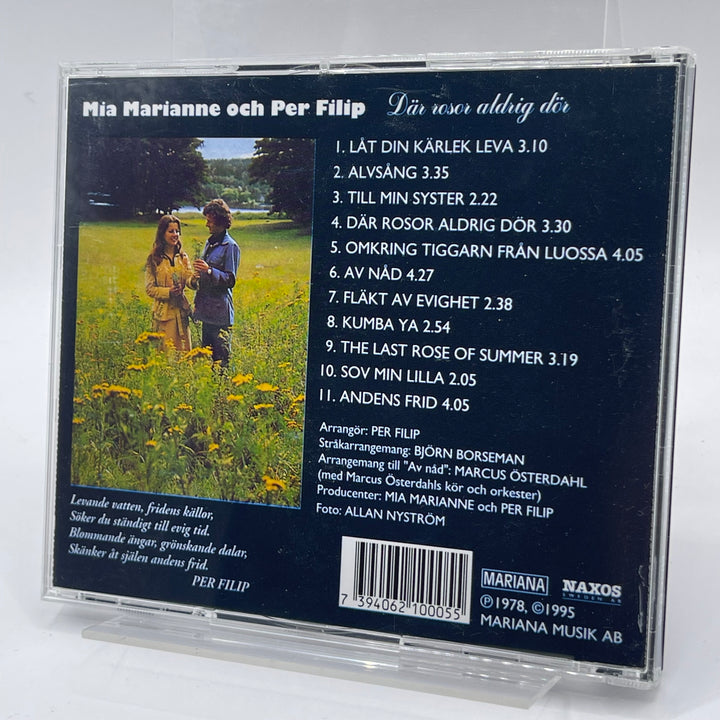 Mia Marianne och Per Filip Där rosor aldrig dör
1. LÅT DIN KÄRLEK LEVA 3.10
2. ALVSÅNG 3.35
3. TILL MIN SYSTER 2.22
4. DÄR ROSOR ALDRIG DÖR 3.30
5. OMKRING TIGGARN FRÅN LUOSSA 4.05
6. AV NÅD 4.27
7. FLÄKT AV EVIGHET 2.38
8. KUMBA YA 2.54
9. THE LAST ROSE OF SUMMER 3.19
10. SOV MIN LILLA 2.05
11. ANDENS FRID 4.05
Arrangör: PER FILIP
Stråkarrangemang: BJÖRN BORSEMAN
Arrangemang till "Av nåd": MARCUS ÖSTERDAHL
(med Marcus Österdahls kör och orkester)
Producenter: MIA MARIANNE och PER FILIP
Foto: ALLAN NYSTRÖM
Levande vatten, fridens källor,
Söker du ständigt till evig tid.
Blommande ängar, grönskande dalar,
Skänker åt själen andens frid.
PER FILIP
7 394062 100055
MARIANA
NAXOS
SWEDEN AB
Ⓟ 1978, ©1995
MARIANA MUSIK AB